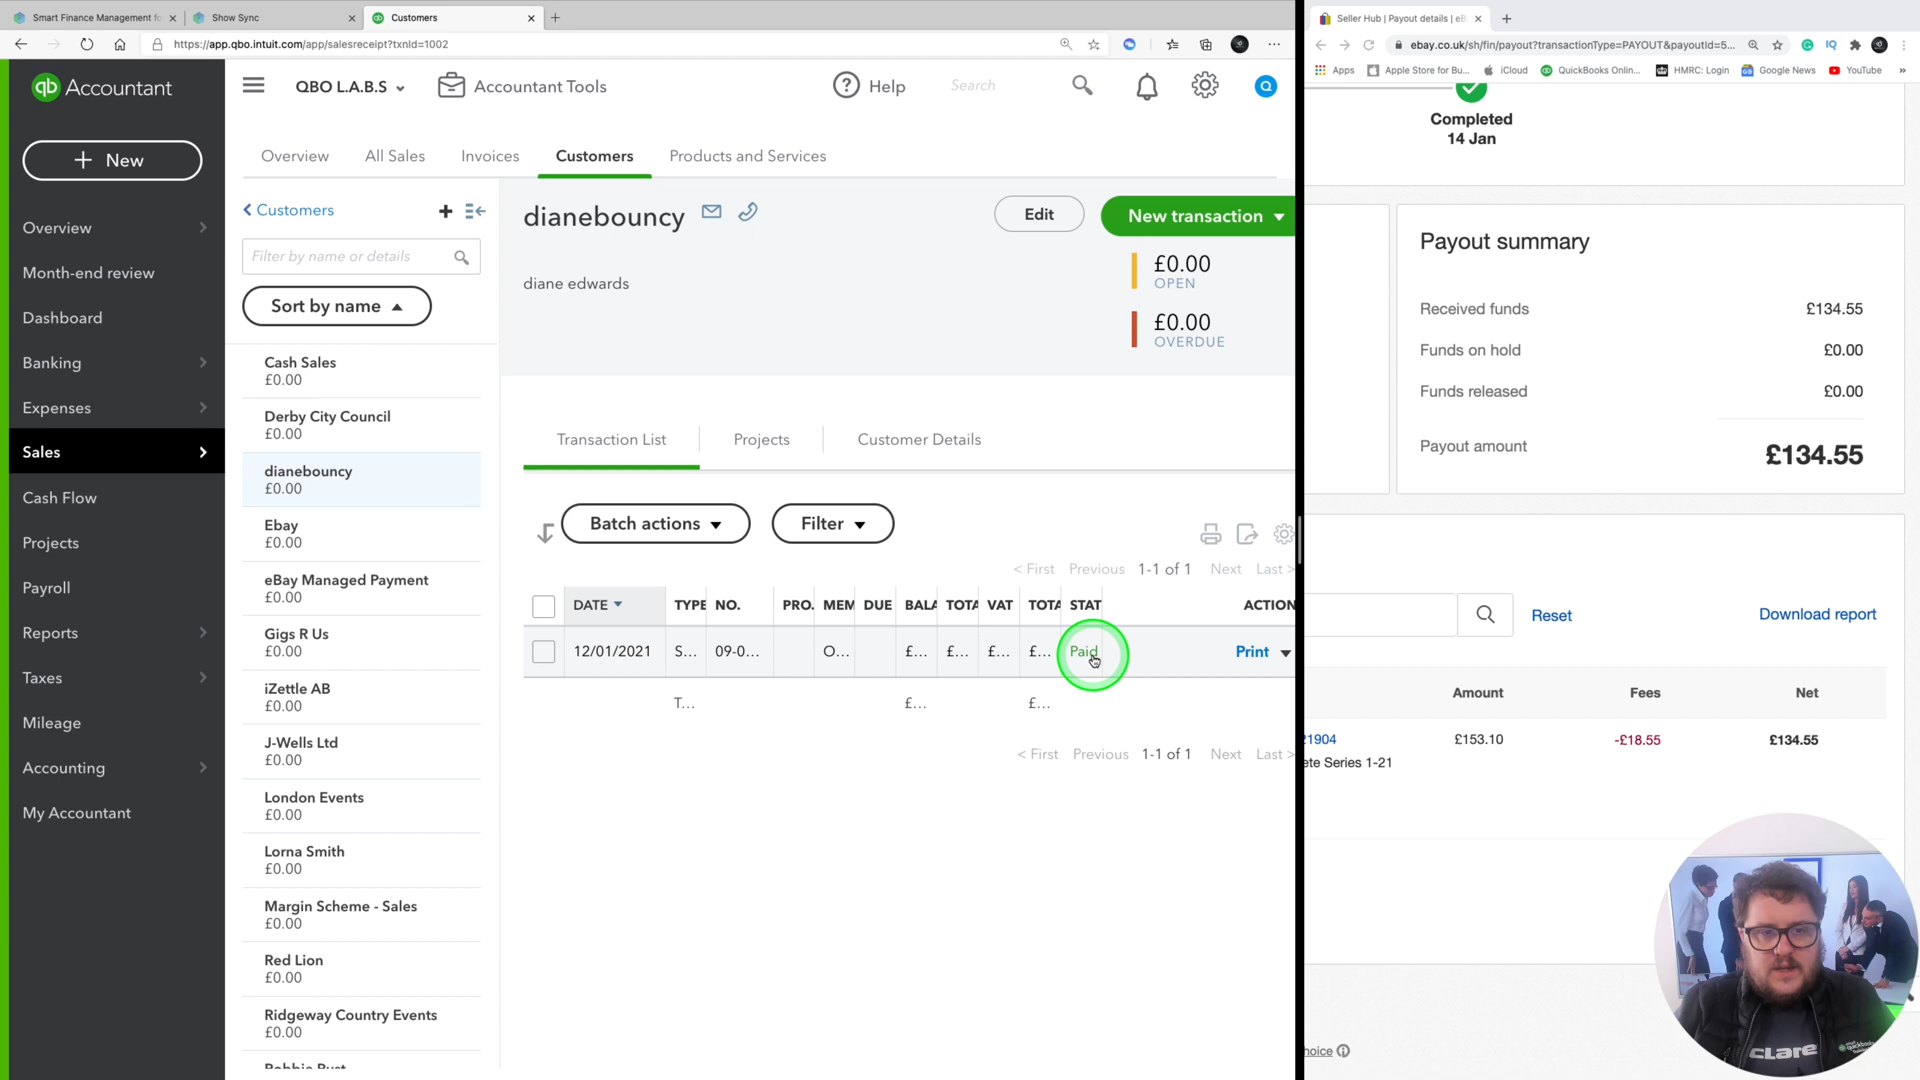 Smart Finance Management fo
Show Sync
Customers
https://app.qbo.intuit.com/app/salesreceipt?txnId=1002
qb Accountant
QBO L.A.B.S
Accountant Tools
Help
Search
Q
+ New
Overview
Month-end review
Dashboard
Banking
Expenses
Sales
Cash Flow
Projects
Payroll
Reports
Taxes
Mileage
Accounting
My Accountant
Overview
All Sales
Invoices
Customers
Products and Services
Customers
Filter by name or details
Sort by name
Cash Sales
£0.00
Derby City Council
£0.00
dianebouncy
£0.00
Ebay
£0.00
eBay Managed Payment
£0.00
Gigs R Us
£0.00
iZettle AB
£0.00
J-Wells Ltd
£0.00
London Events
£0.00
Lorna Smith
£0.00
Margin Scheme - Sales
£0.00
Red Lion
£0.00
Ridgeway Country Events
£0.00
dianebouncy
Edit
New transaction
diane edwards
£0.00
OPEN
£0.00
OVERDUE
Transaction List
Projects
Customer Details
Batch actions
Filter
< First Previous 1-1 of 1 Next Last >
DATE TYPE NO. PRO. MEM DUE BALA TOTA VAT TOTA STAT ACTION
12/01/2021 S... 09-0... O... £... £... £... £... Paid Print
T... £... £...
< First Previous 1-1 of 1 Next Last >
Seller Hub | Payout details | eB
ebay.co.uk/sh/fin/payout?transactionType=PAYOUT&payoutId=5...
Apps Apple Store for Bu... iCloud QuickBooks Onlin... HMRC: Login Google News YouTube »
Completed
14 Jan
Payout summary
Received funds £134.55
Funds on hold £0.00
Funds released £0.00
Payout amount £134.55
Reset
Download report
Amount Fees Net
21904 £153.10 -£18.55 £134.55
ete Series 1-21
hoice
CLARE
quickbooks